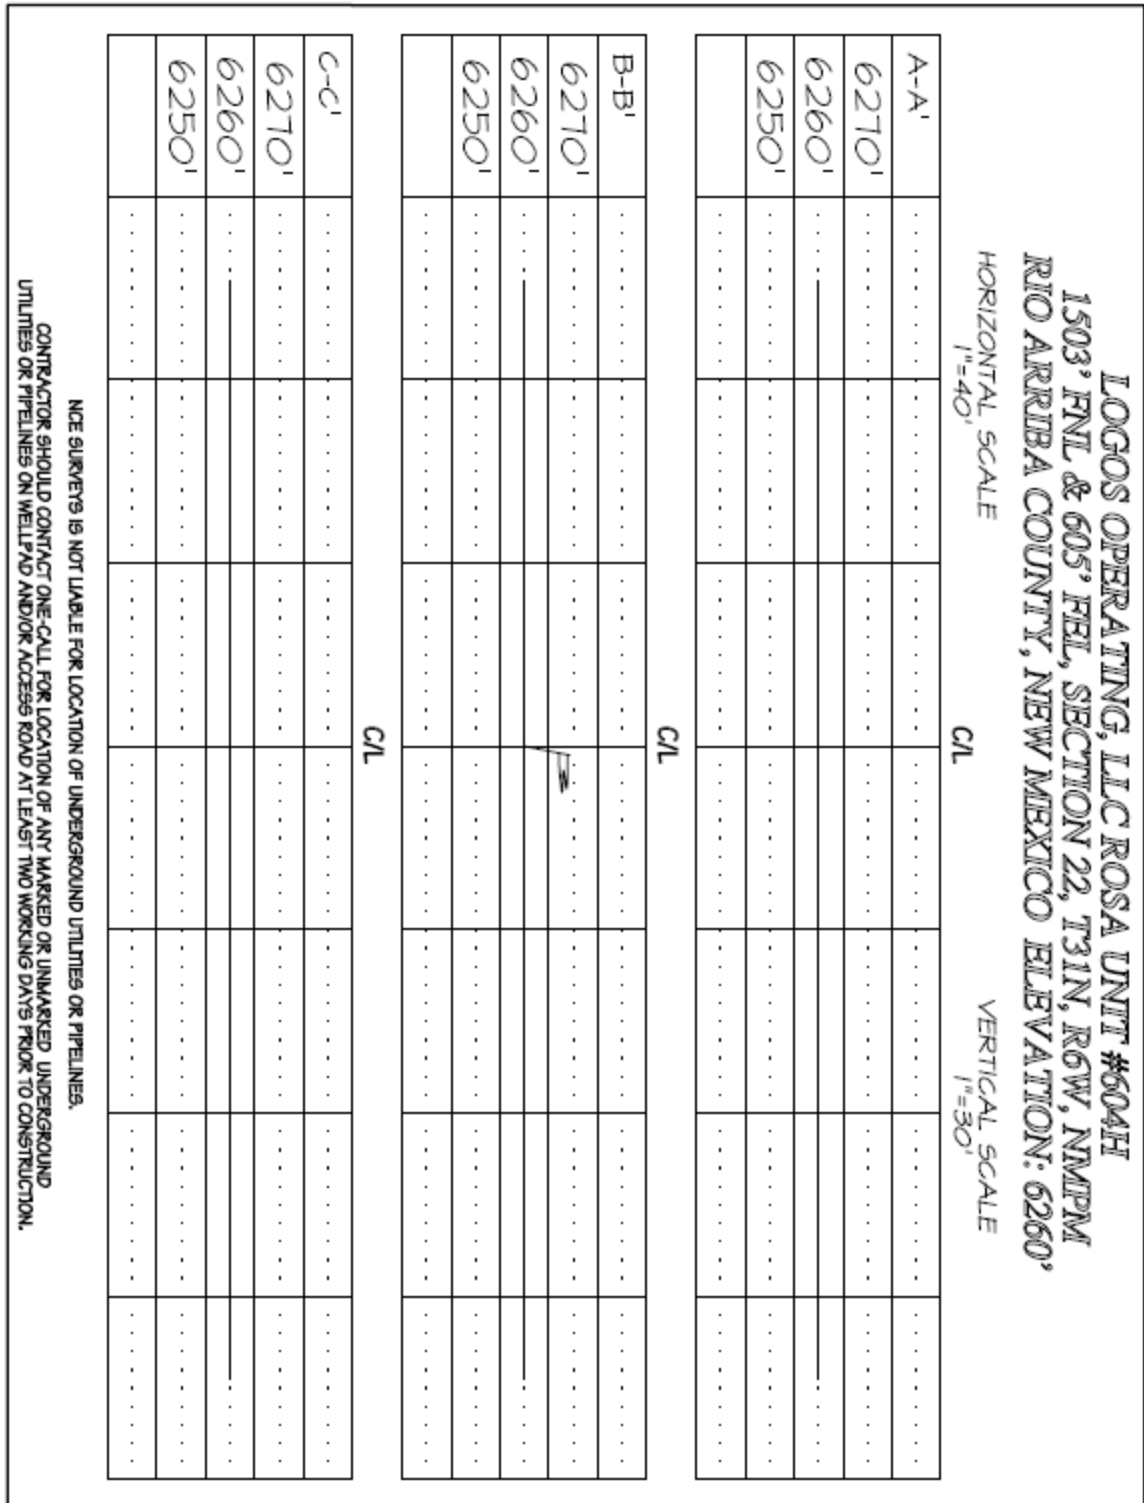 LOGOS OPERATING, LLC ROSA UNIT #604H
1503' FNL & 605' FEL, SECTION 22, T31N, R6W, NMPM
RIO ARRIBA COUNTY, NEW MEXICO ELEVATION: 6260'
HORIZONTAL SCALE
1"=40'
VERTICAL SCALE
1"=30'
C/L
A-A'
6270'
6260'
6250'
C/L
B-B'
6270'
6260'
6250'
C/L
C-C'
6270'
6260'
6250'
NCE SURVEYS IS NOT LIABLE FOR LOCATION OF UNDERGROUND UTILITIES OR PIPELINES.
CONTRACTOR SHOULD CONTACT ONE-CALL FOR LOCATION OF ANY MARKED OR UNMARKED UNDERGROUND
UTILITIES OR PIPELINES ON WELLPAD AND/OR ACCESS ROAD AT LEAST TWO WORKING DAYS PRIOR TO CONSTRUCTION.